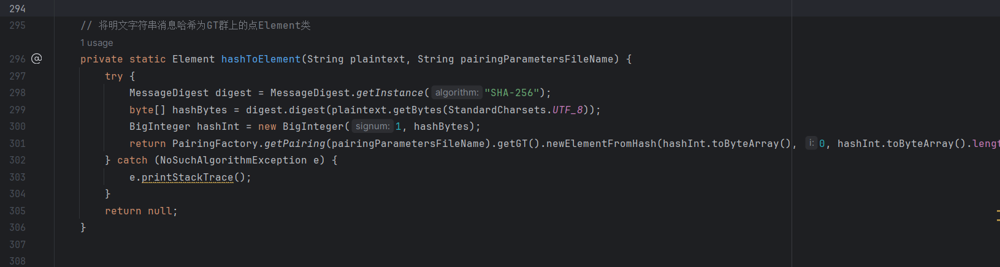 294
295 // 将明文字符串消息哈希为GT群上的点Element类
1 usage
296 @ private static Element hashToElement(String plaintext, String pairingParametersFileName) {
297 try {
298 MessageDigest digest = MessageDigest.getInstance( algorithm: "SHA-256");
299 byte[] hashBytes = digest.digest(plaintext.getBytes(StandardCharsets.UTF_8));
300 BigInteger hashInt = new BigInteger( signum: 1, hashBytes);
301 return PairingFactory.getPairing(pairingParametersFileName).getGT().newElementFromHash(hashInt.toByteArray(), i: 0, hashInt.toByteArray().lengt
302 } catch (NoSuchAlgorithmException e) {
303 e.printStackTrace();
304 }
305 return null;
306 }
307
308